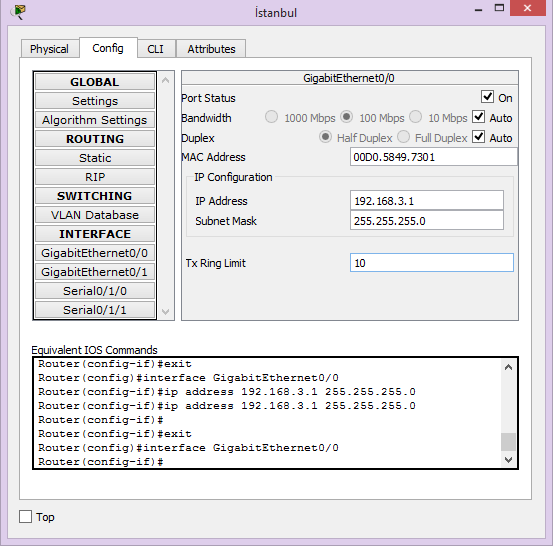 İstanbul
Physical Config CLI Attributes
GLOBAL
Settings
Algorithm Settings
ROUTING
Static
RIP
SWITCHING
VLAN Database
INTERFACE
GigabitEthernet0/0
GigabitEthernet0/1
Serial0/1/0
Serial0/1/1
GigabitEthernet0/0
Port Status On
Bandwidth 1000 Mbps 100 Mbps 10 Mbps Auto
Duplex Half Duplex Full Duplex Auto
MAC Address 00D0.5849.7301
IP Configuration
IP Address 192.168.3.1
Subnet Mask 255.255.255.0
Tx Ring Limit 10
Equivalent IOS Commands
Router(config-if)#exit
Router(config)#interface GigabitEthernet0/0
Router(config-if)#ip address 192.168.3.1 255.255.255.0
Router(config-if)#ip address 192.168.3.1 255.255.255.0
Router(config-if)#
Router(config-if)#exit
Router(config)#interface GigabitEthernet0/0
Router(config-if)#
Top